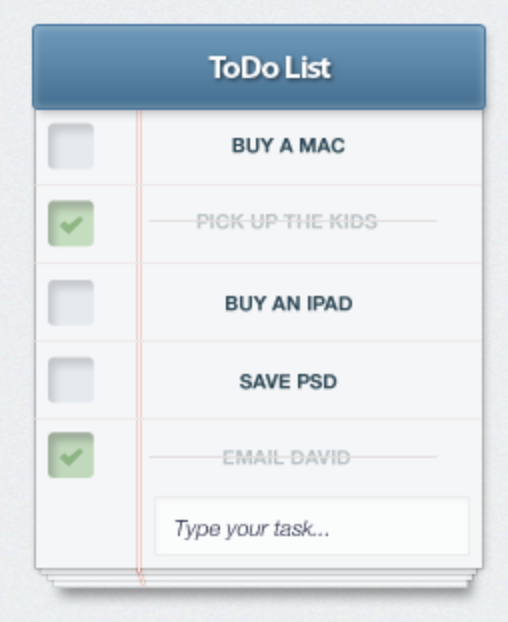 ToDo List
BUY A MAC
PICK UP THE KIDS
BUY AN IPAD
SAVE PSD
EMAIL DAVID
Type your task...